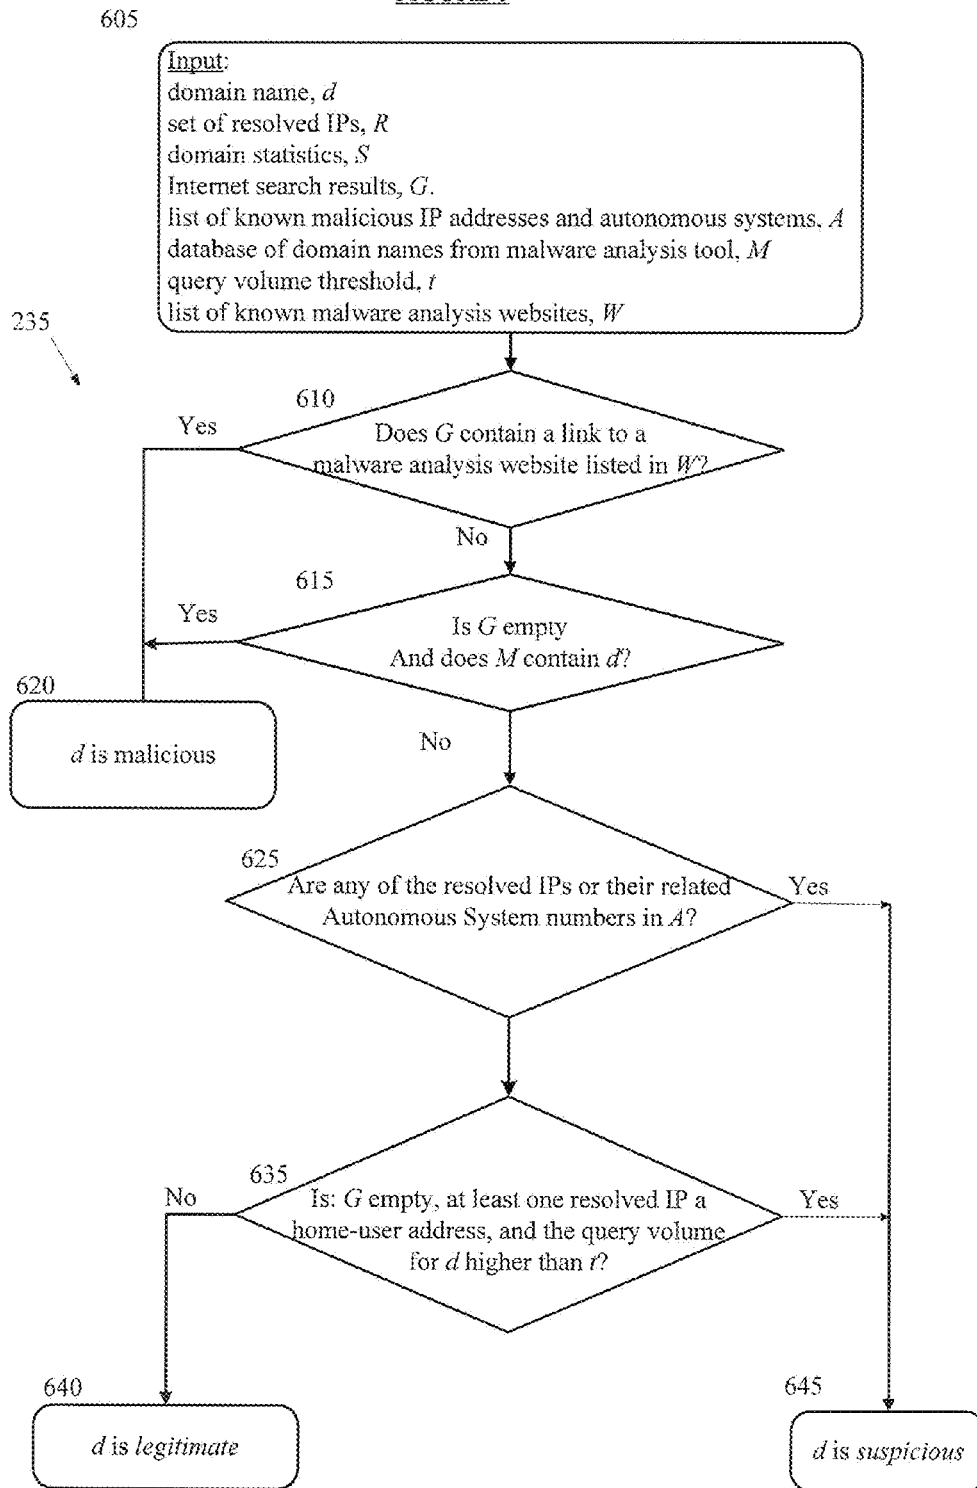 605
Input:
domain name, d
set of resolved IPs, R
domain statistics, S
Internet search results, G.
list of known malicious IP addresses and autonomous systems, A
database of domain names from malware analysis tool, M
query volume threshold, t
list of known malware analysis websites, W
235
610
Yes
Does G contain a link to a
malware analysis website listed in W?
No
615
Yes
Is G empty
And does M contain d?
620
No
d is malicious
625
Are any of the resolved IPs or their related
Autonomous System numbers in A?
Yes
635
No
Is: G empty, at least one resolved IP a
home-user address, and the query volume
for d higher than t?
Yes
640
645
d is legitimate
d is suspicious